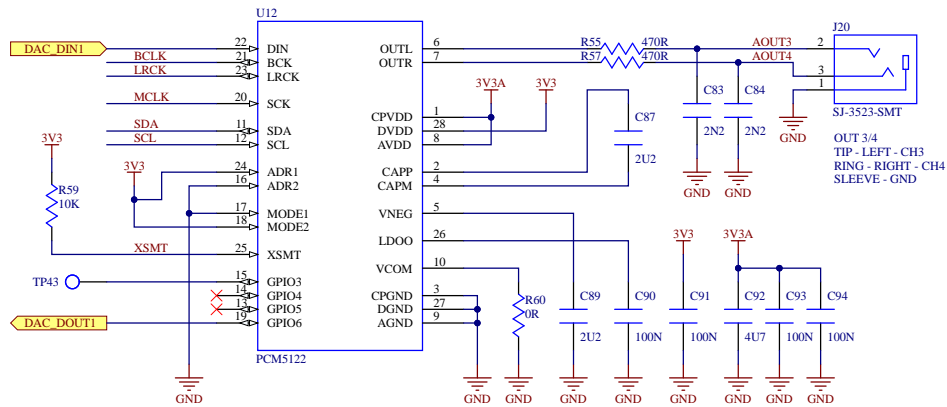 U12
DAC_DIN1
BCLK
LRCK
MCLK
SDA
SCL
22 DIN
21 BCK
23 LRCK
20 SCK
11 SDA
12 SCL
24 ADR1
16 ADR2
17 MODE1
18 MODE2
25 XSMT
15 GPIO3
14 GPIO4
13 GPIO5
19 GPIO6
OUTL 6
OUTR 7
CPVDD 1
DVDD 28
AVDD 8
CAPP 2
CAPM 4
VNEG 5
LDOO 26
VCOM 10
CPGND 3
DGND 27
AGND 9
PCM5122
3V3
R59
10K
3V3
XSMT
TP43
DAC_DOUT1
GND
R55 470R
R57 470R
AOUT3
AOUT4
J20
2
3
1
SJ-3523-SMT
GND
OUT 3/4
TIP - LEFT - CH3
RING - RIGHT - CH4
SLEEVE - GND
3V3A
3V3
C87
2U2
C83
2N2
GND
C84
2N2
GND
3V3
3V3A
R60
0R
C89
2U2
C90
100N
C91
100N
C92
4U7
C93
100N
C94
100N
GND
GND
GND
GND
GND
GND
GND
GND